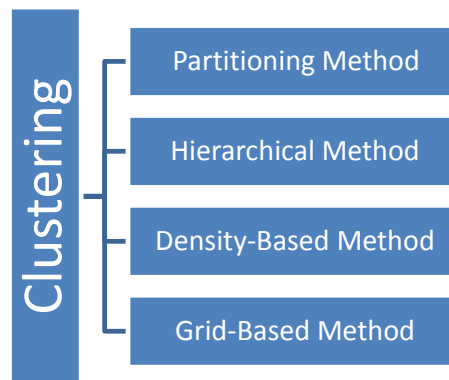 Clustering
Partitioning Method
Hierarchical Method
Density-Based Method
Grid-Based Method